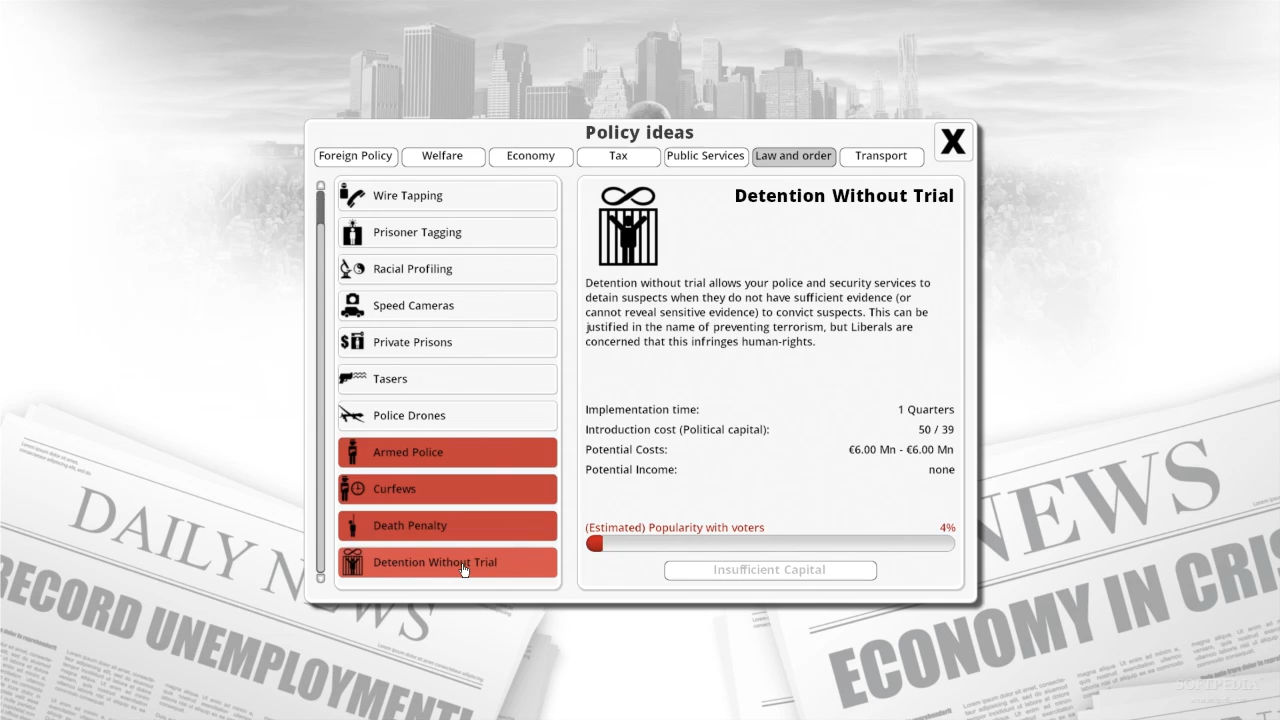 Policy ideas
X
Foreign Policy
Welfare
Economy
Tax
Public Services
Law and order
Transport
Wire Tapping
Prisoner Tagging
Racial Profiling
Speed Cameras
Private Prisons
Tasers
Police Drones
Armed Police
Curfews
Death Penalty
Detention Without Trial
Detention Without Trial
Detention without trial allows your police and security services to
detain suspects when they do not have sufficient evidence (or
cannot reveal sensitive evidence) to convict suspects. This can be
justified in the name of preventing terrorism, but Liberals are
concerned that this infringes human-rights.
Implementation time: 1 Quarters
Introduction cost (Political capital): 50 / 39
Potential Costs: €6.00 Mn - €6.00 Mn
Potential Income: none
(Estimated) Popularity with voters 4%
Insufficient Capital
DAILY NEWS
RECORD UNEMPLOYMENT!
NEWS
ECONOMY IN CRIS
SOFTPEDIA